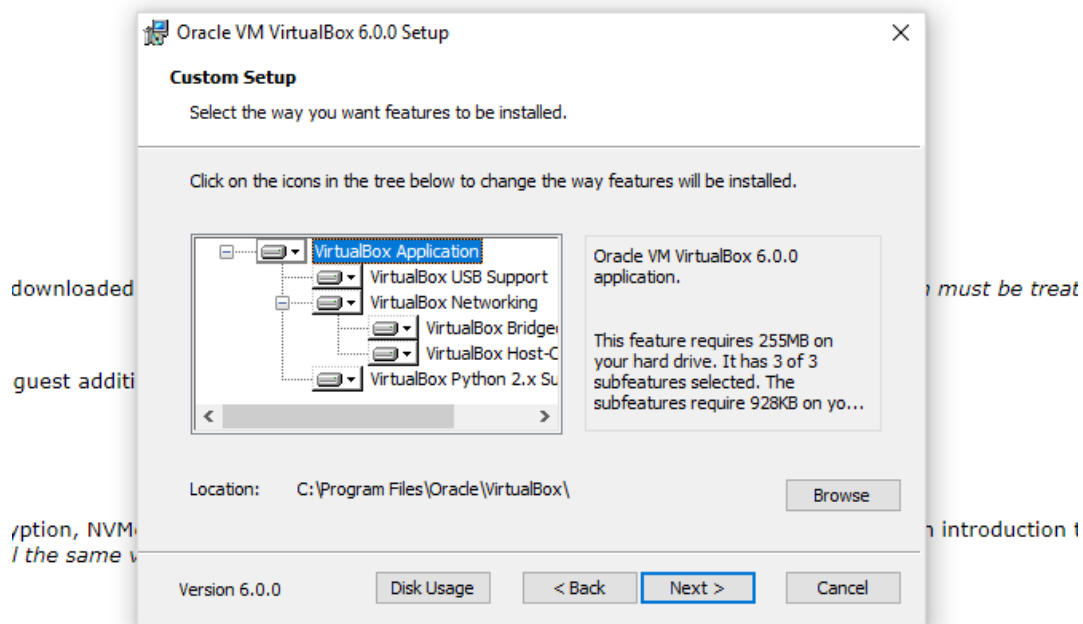 Oracle VM VirtualBox 6.0.0 Setup
Custom Setup
Select the way you want features to be installed.
Click on the icons in the tree below to change the way features will be installed.
VirtualBox Application
VirtualBox USB Support
VirtualBox Networking
VirtualBox Bridge
VirtualBox Host-C
VirtualBox Python 2.x Su
Oracle VM VirtualBox 6.0.0
application.
This feature requires 255MB on
your hard drive. It has 3 of 3
subfeatures selected. The
subfeatures require 928KB on yo...
downloaded
must be treat
guest additi
Location: C:\Program Files\Oracle\VirtualBox\
Browse
yption, NVM
introduction t
the same
Version 6.0.0
Disk Usage
< Back
Next >
Cancel